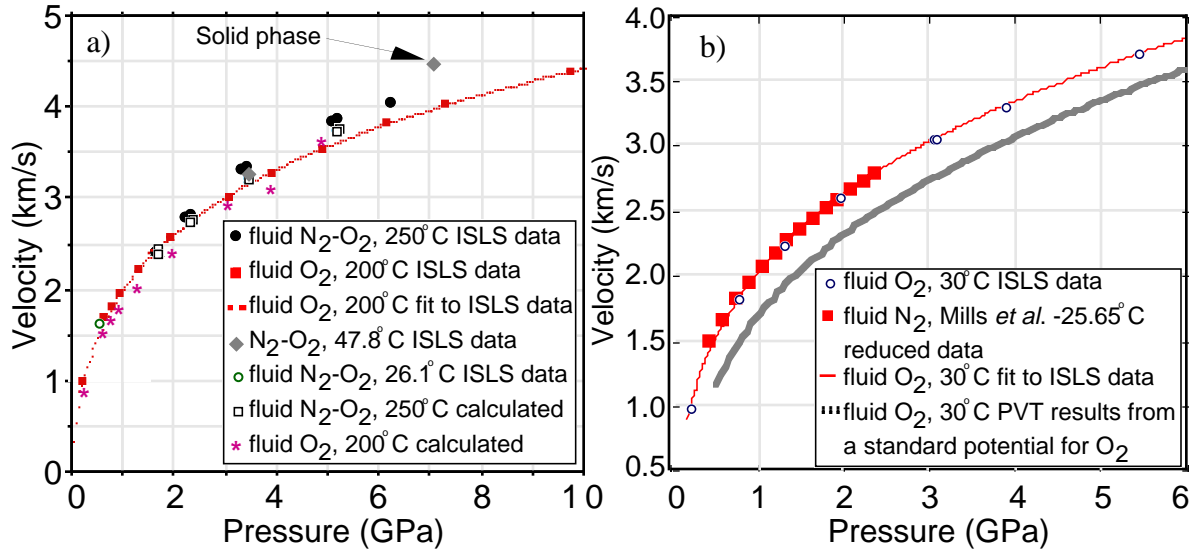 a)
Solid phase
5
4
3
2
1
0
Velocity (km/s)
fluid N2-O2, 250°C ISLS data
fluid O2, 200°C ISLS data
fluid O2, 200°C fit to ISLS data
N2-O2, 47.8°C ISLS data
fluid N2-O2, 26.1°C ISLS data
fluid N2-O2, 250°C calculated
fluid O2, 200°C calculated
0 2 4 6 8 10
Pressure (GPa)
b)
4.0
3.5
3.0
2.5
2.0
1.5
1.0
0.5
Velocity (km/s)
fluid O2, 30°C ISLS data
fluid N2, Mills et al. -25.65°C
reduced data
fluid O2, 30°C fit to ISLS data
fluid O2, 30°C PVT results from
a standard potential for O2
0 1 2 3 4 5 6
Pressure (GPa)